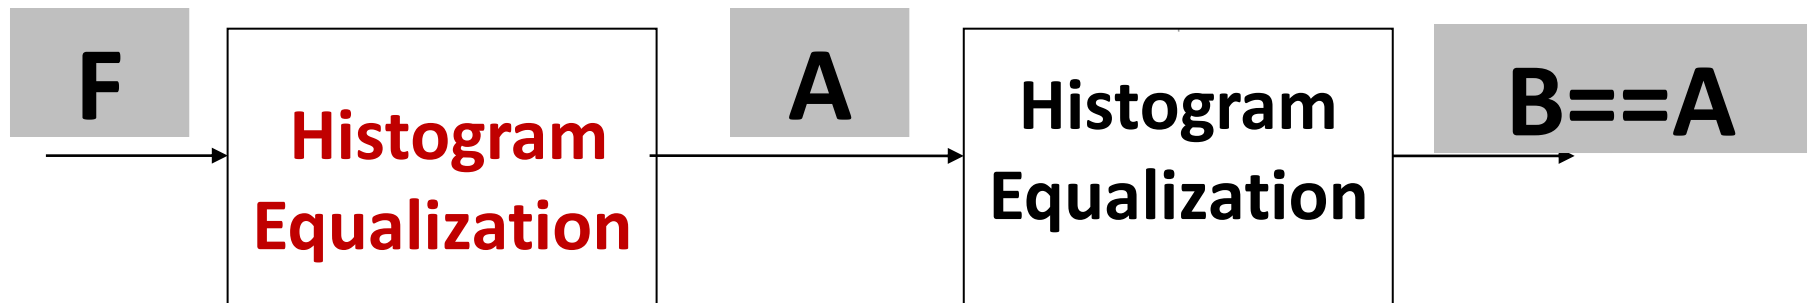 F
Histogram
Equalization
A
Histogram
Equalization
B==A